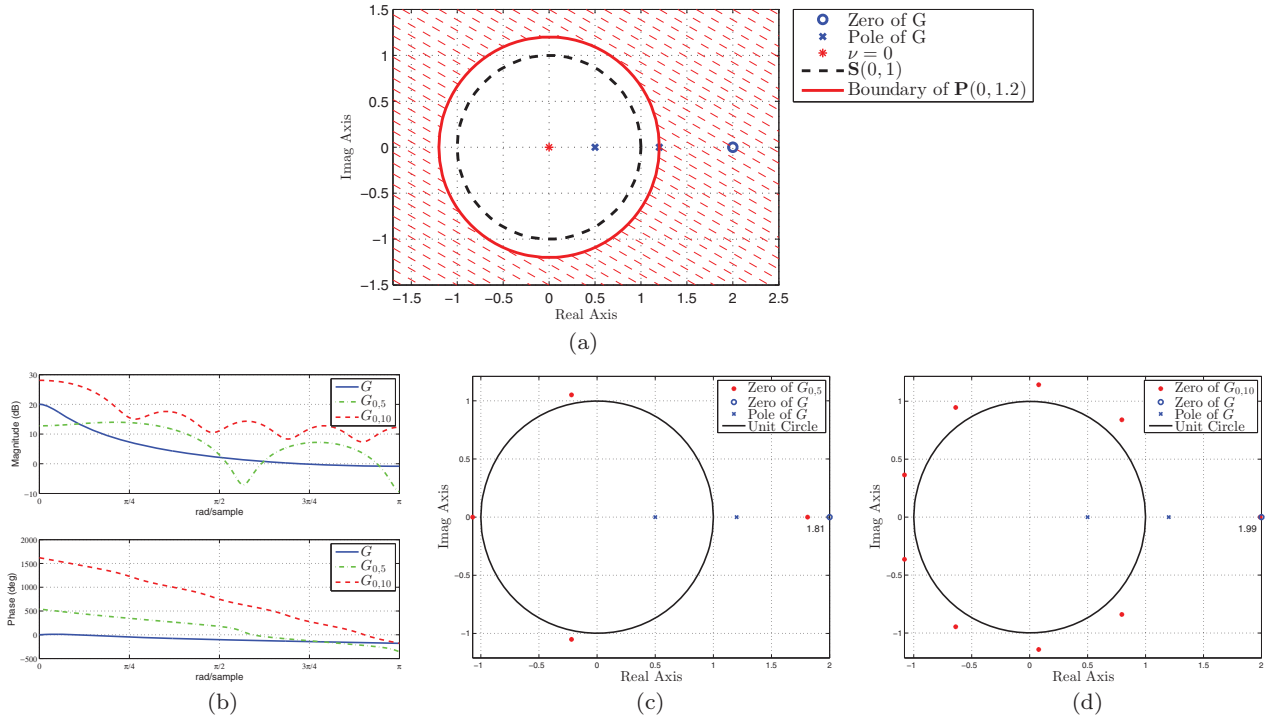 1.5
1
0.5
0
−0.5
−1
−1.5
−1.5
−1
−0.5
0
0.5
1
1.5
2
2.5
Imag Axis
Real Axis
Zero of G
Pole of G
ν = 0
S(0, 1)
Boundary of P(0, 1.2)
(a)
30
20
10
0
−10
Magnitude (dB)
0
π/4
π/2
3π/4
π
rad/sample
G
G0,5
G0,10
2000
1500
1000
500
0
−500
Phase (deg)
0
π/4
π/2
3π/4
π
rad/sample
G
G0,5
G0,10
(b)
1
0.5
0
−0.5
−1
Imag Axis
−1
−0.5
0
0.5
1
1.5
2
Real Axis
Zero of G0,5
Zero of G
Pole of G
Unit Circle
1.81
(c)
1
0.5
0
−0.5
−1
Imag Axis
−1
−0.5
0
0.5
1
1.5
2
Real Axis
Zero of G0,10
Zero of G
Pole of G
Unit Circle
1.99
(d)